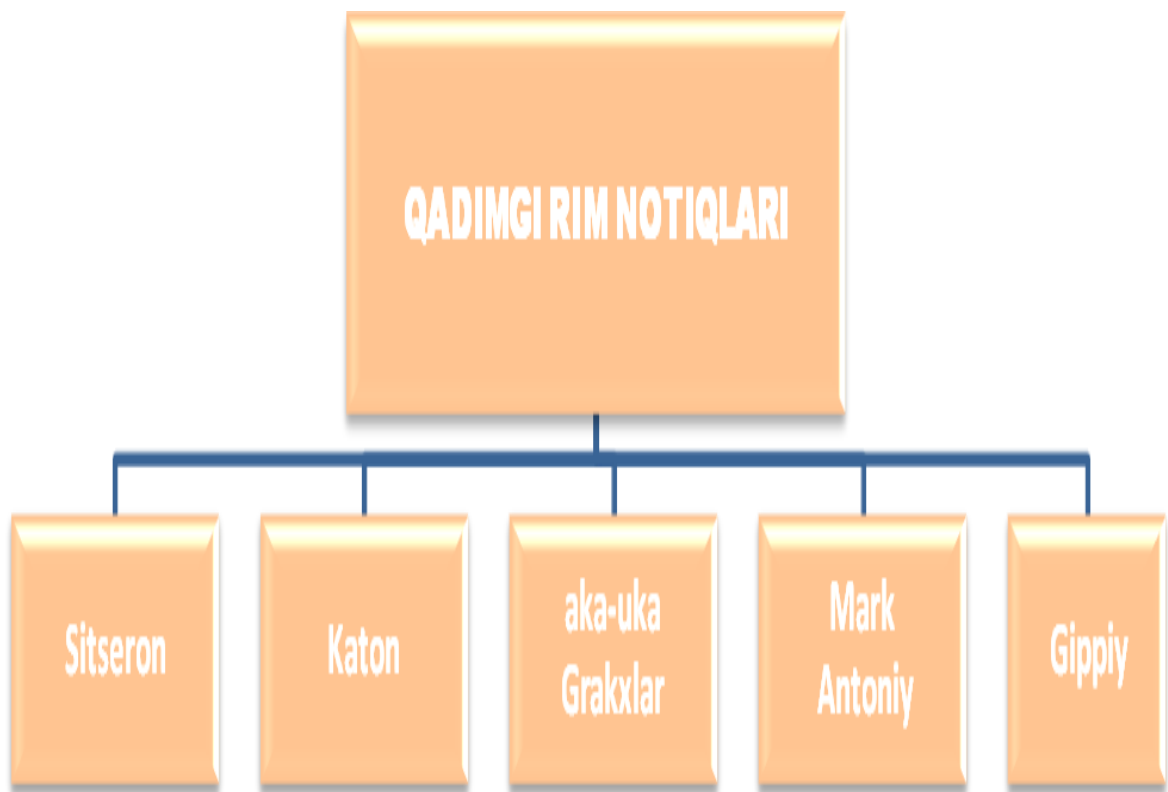 QADIMGI RIM NOTIQLARI
Sitseron
Katon
aka-uka
Grakxlar
Mark
Antoniy
Gippiy